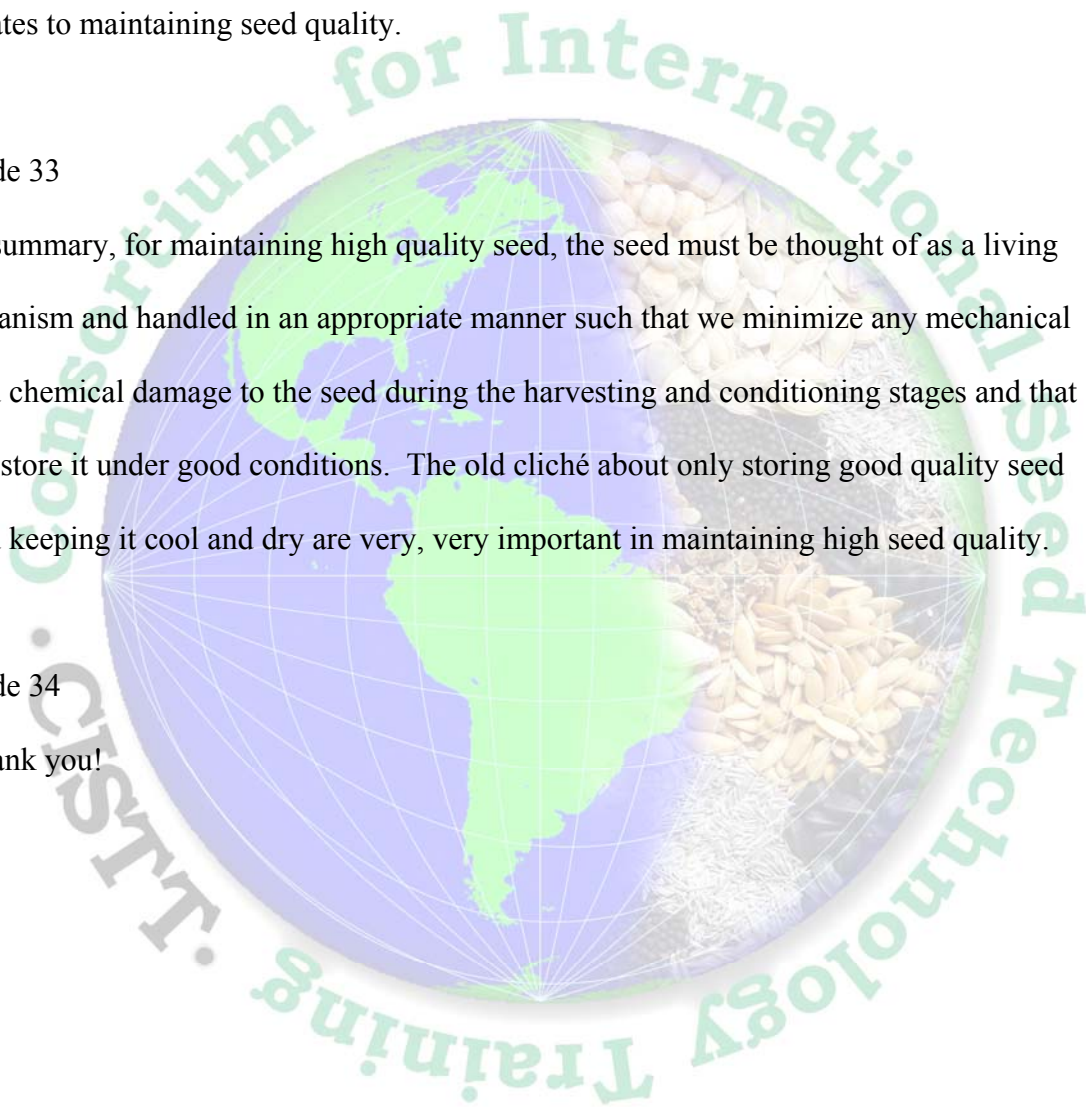 ates to maintaining seed quality.
de 33
summary, for maintaining high quality seed, the seed must be thought of as a living
anism and handled in an appropriate manner such that we minimize any mechanical
chemical damage to the seed during the harvesting and conditioning stages and that
store it under good conditions.  The old cliché about only storing good quality seed
keeping it cool and dry are very, very important in maintaining high seed quality.
de 34
ank you!
Consortium for International Seed Technology Training
· CISTT ·